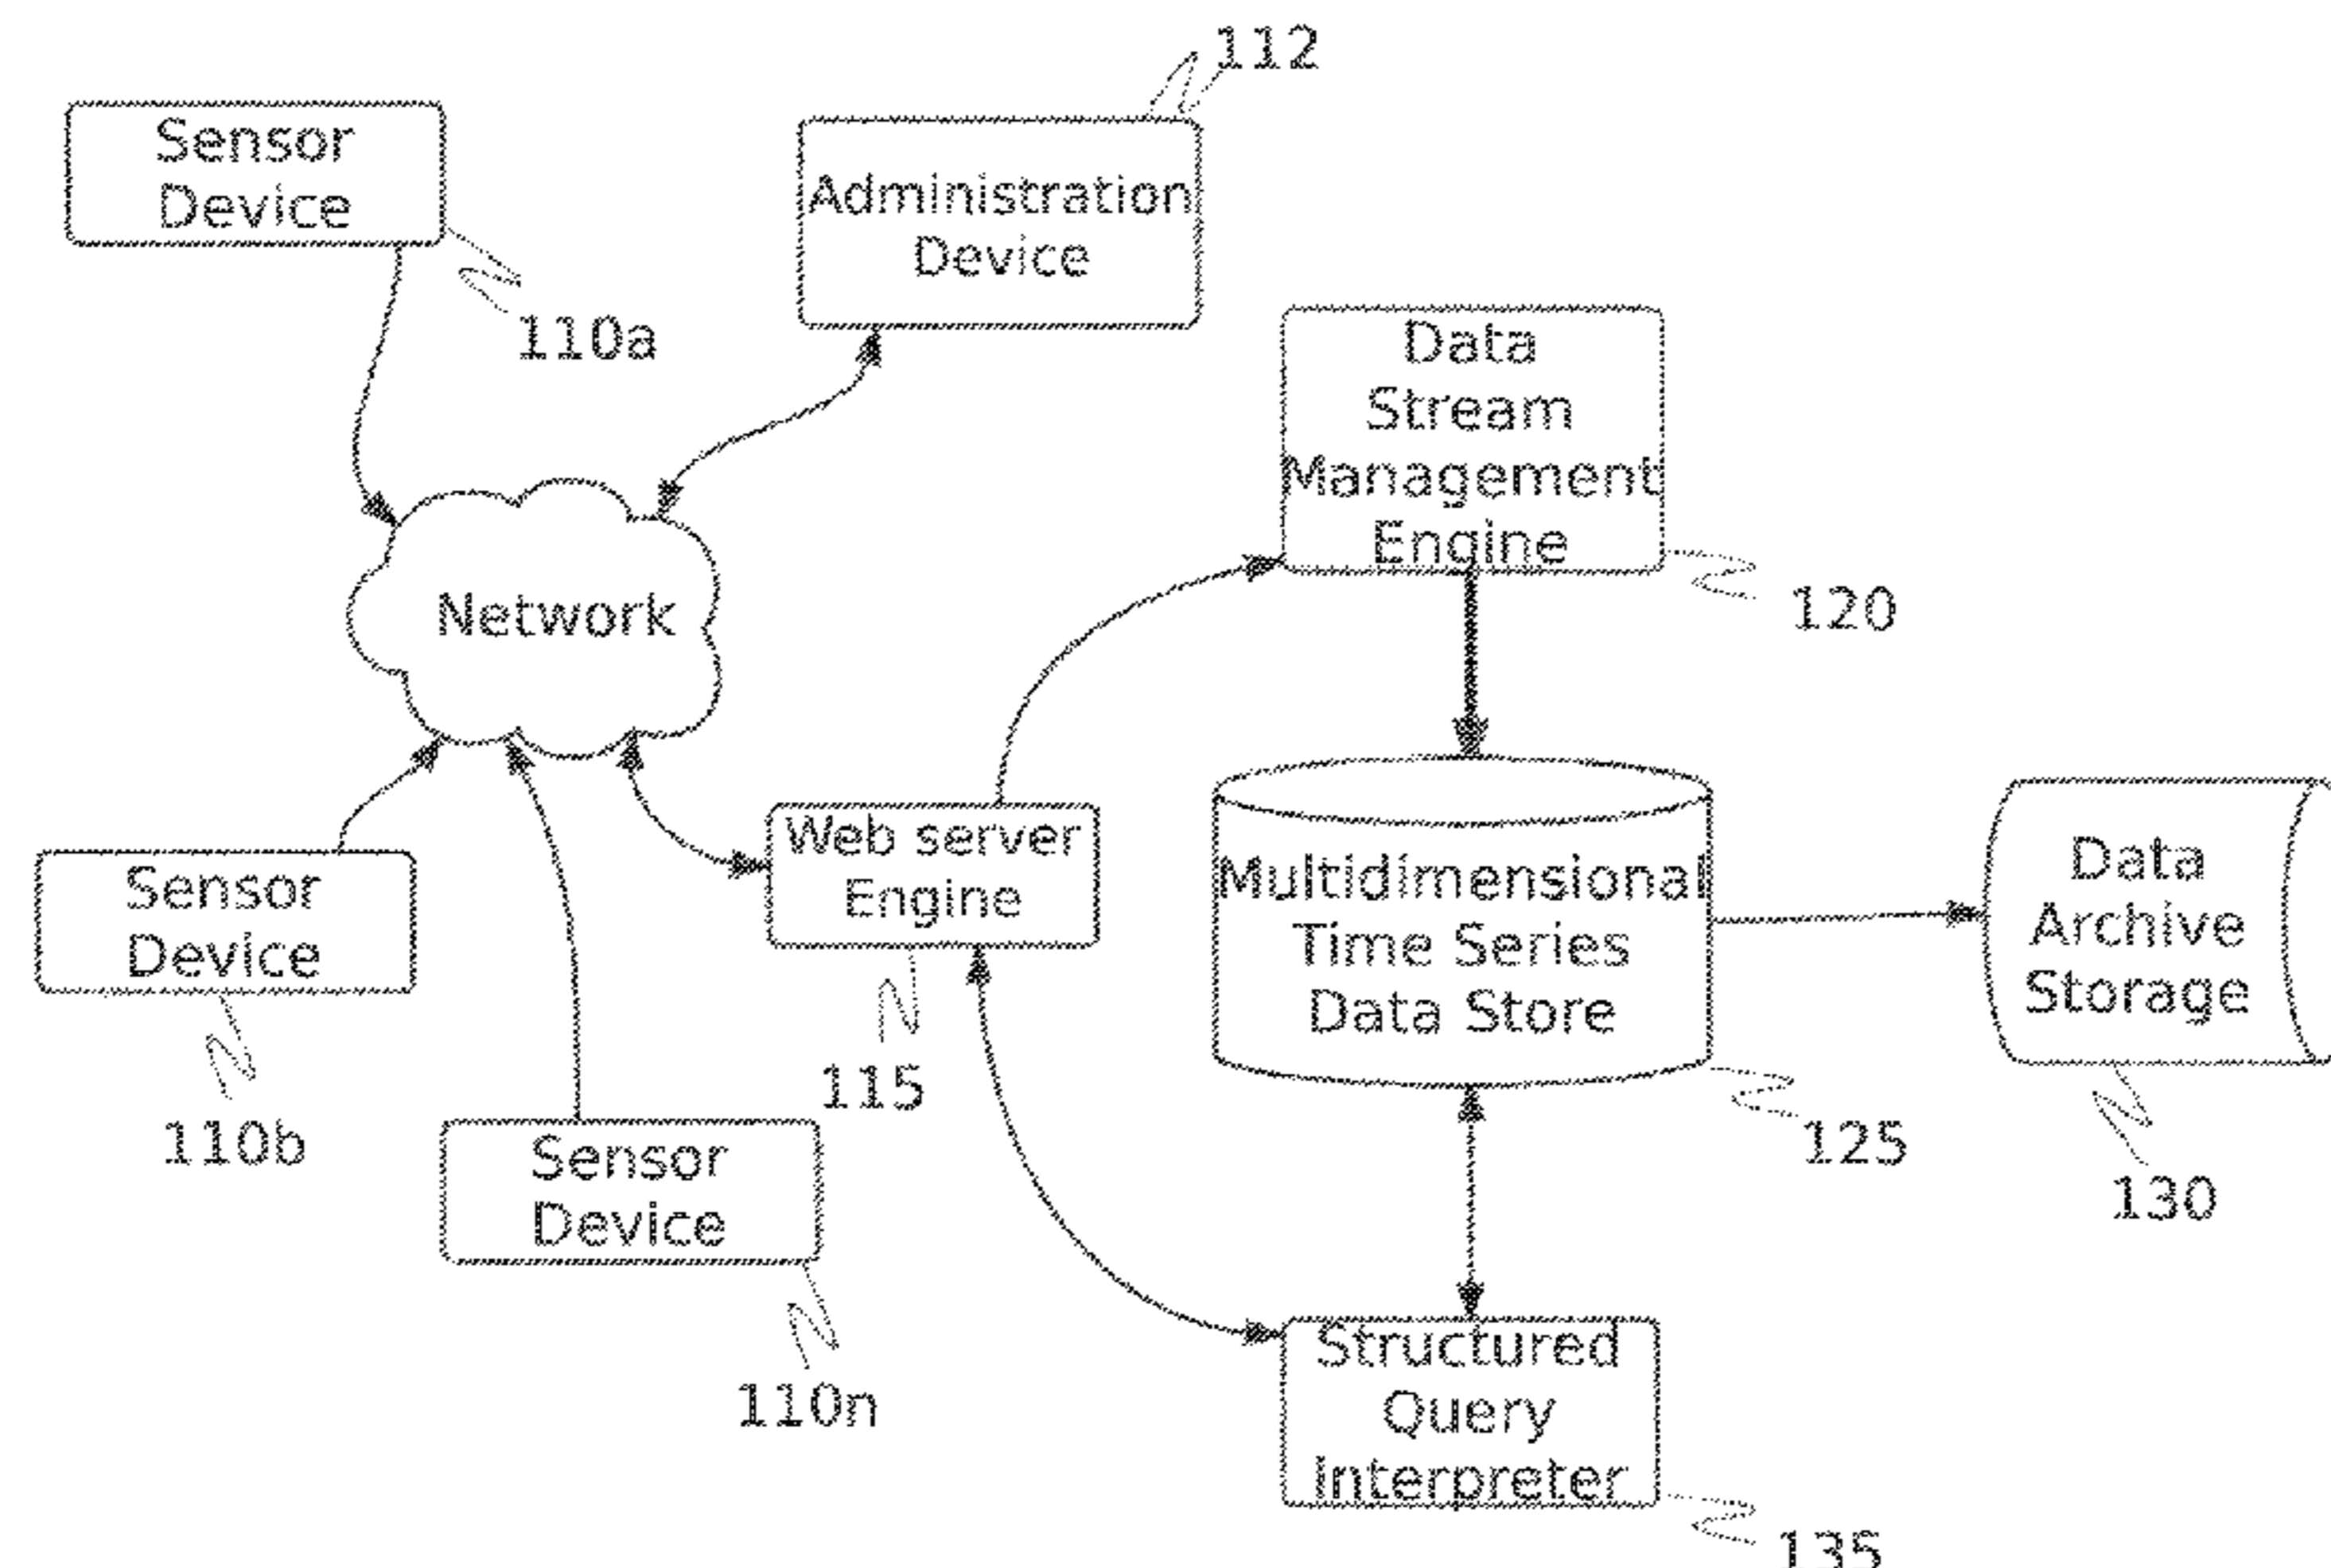 112
Sensor
Device
110a
Administration
Device
Data
Stream
Management
Engine
120
Network
Web server
Engine
115
Sensor
Device
110b
Sensor
Device
110n
Multidimensional
Time Series
Data Store
125
Data
Archive
Storage
130
Structured
Query
Interpreter
135